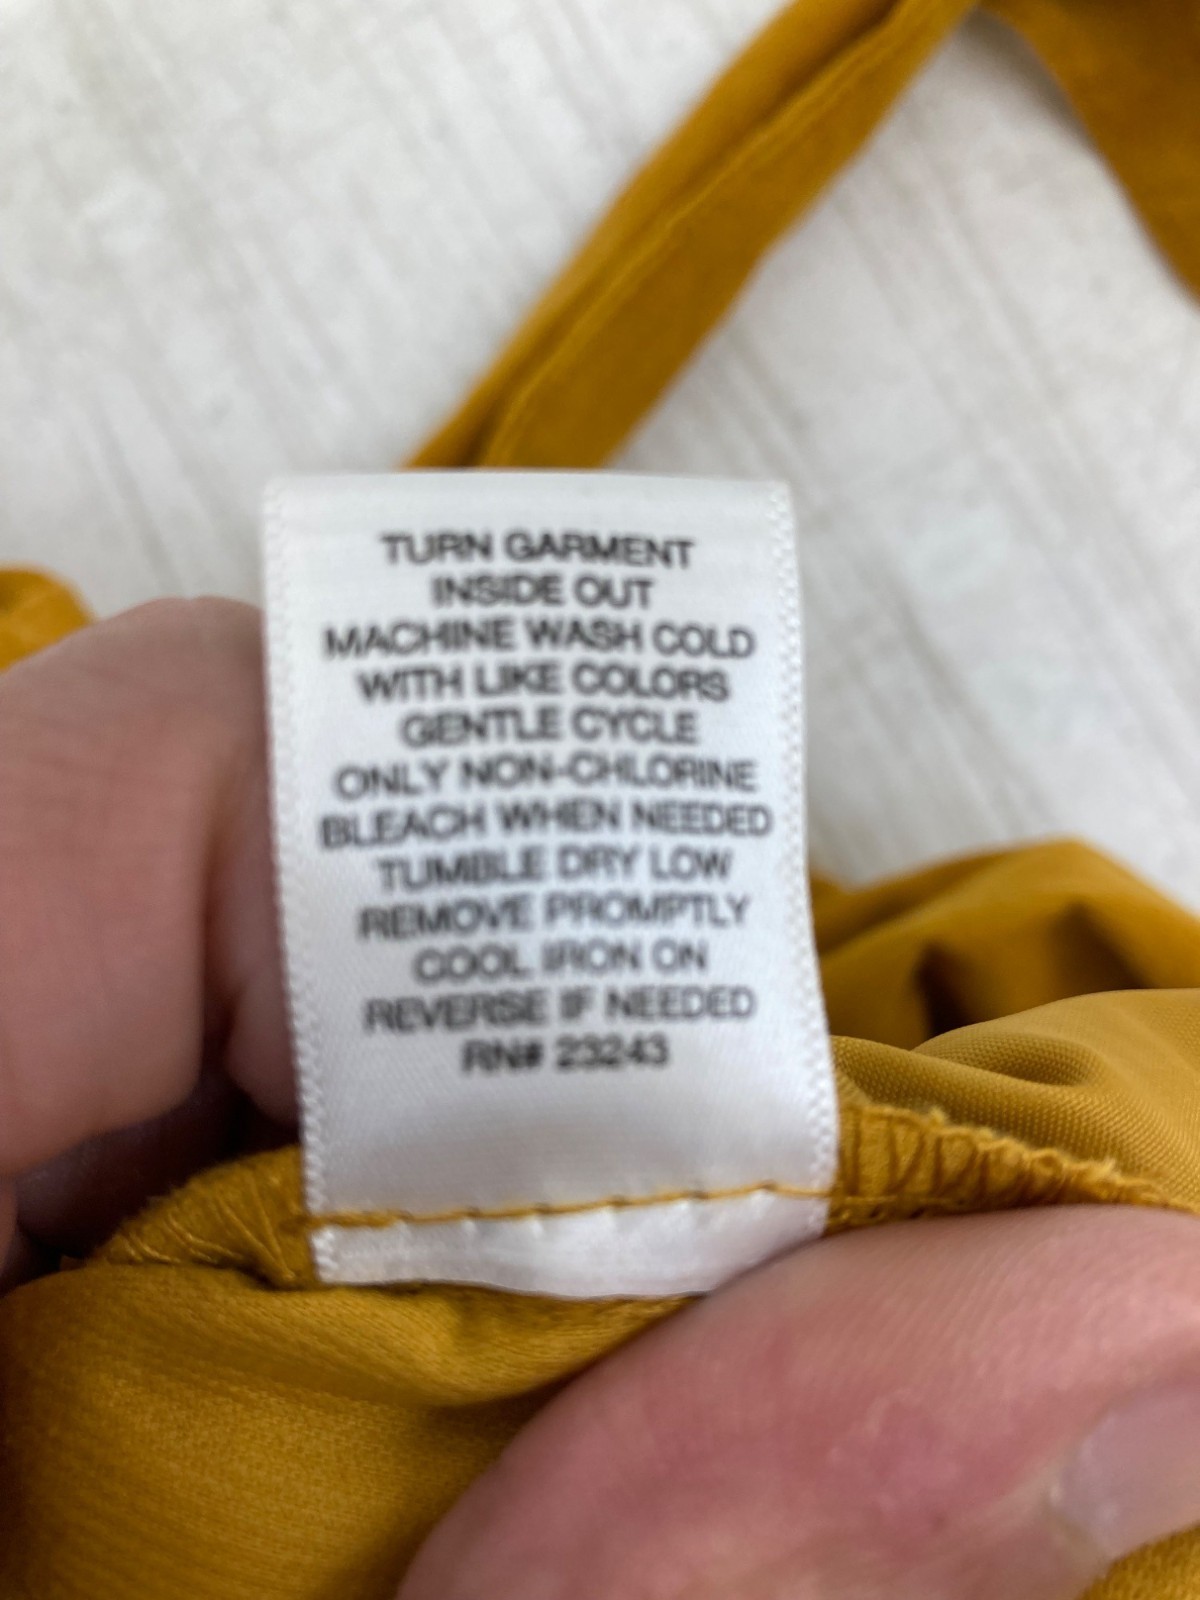 TURN GARMENT
INSIDE OUT
MACHINE WASH COLD
WITH LIKE COLORS
GENTLE CYCLE
ONLY NON-CHLORINE
BLEACH WHEN NEEDED
TUMBLE DRY LOW
REMOVE PROMPTLY
COOL IRON ON
REVERSE IF NEEDED
RN# 23243